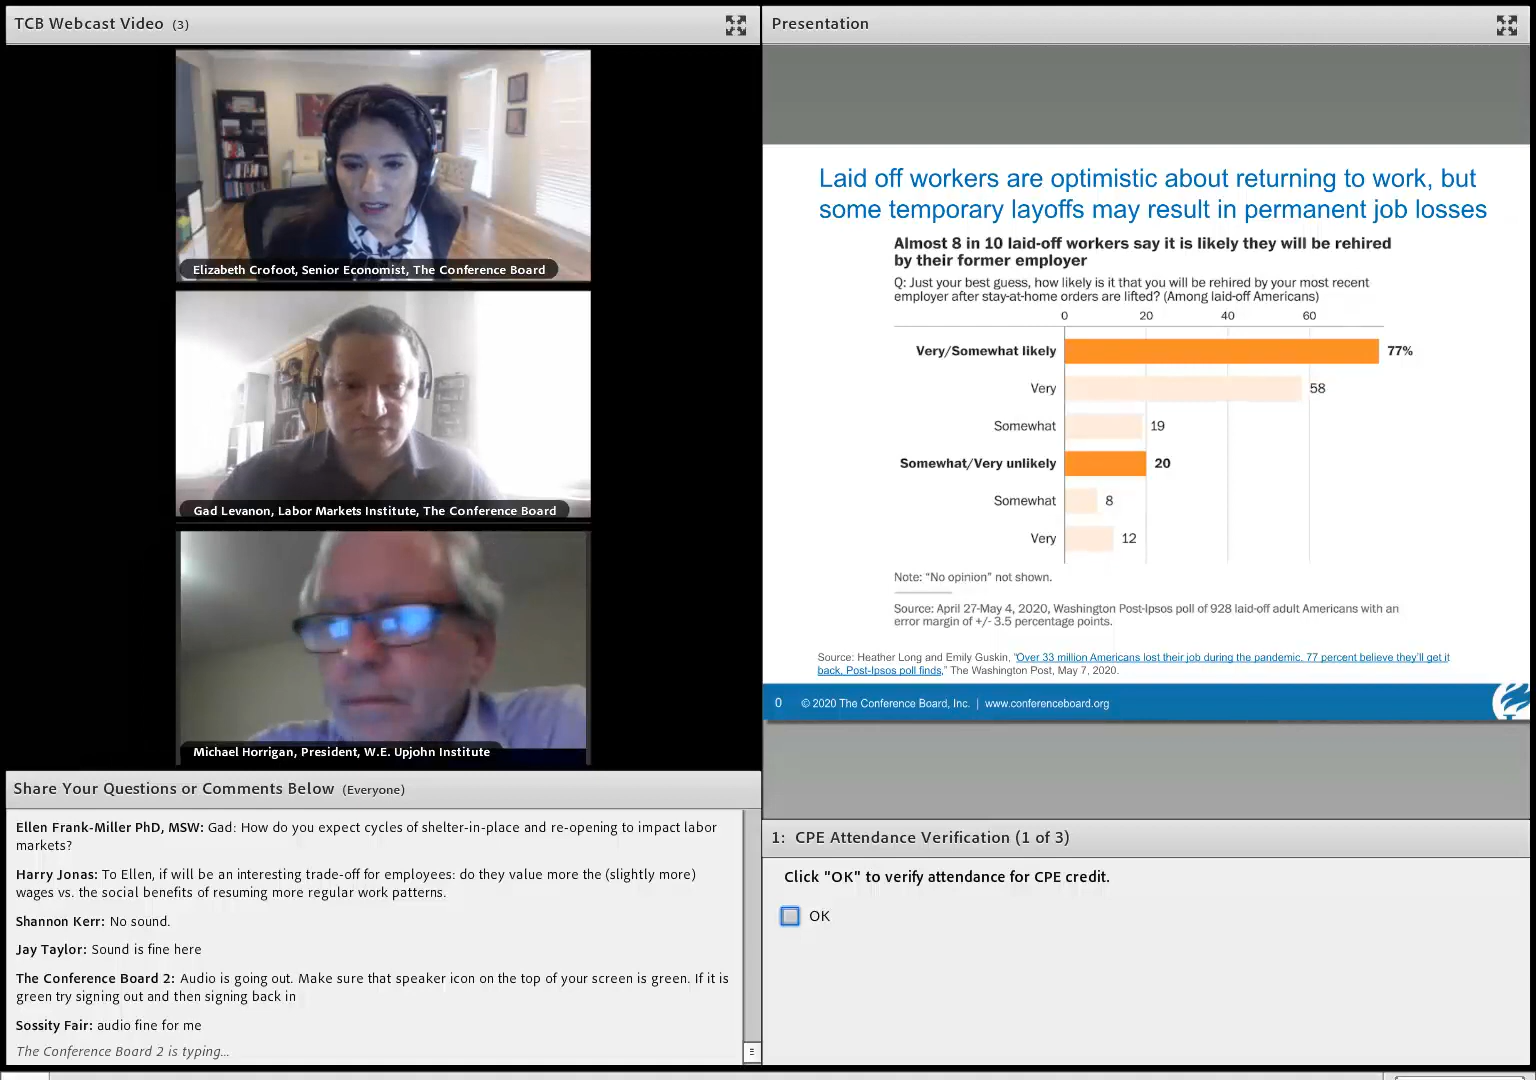 TCB Webcast Video (3)
Elizabeth Crofoot, Senior Economist, The Conference Board
Gad Levanon, Labor Markets Institute, The Conference Board
Michael Horrigan, President, W.E. Upjohn Institute
Share Your Questions or Comments Below (Everyone)
Ellen Frank-Miller PhD, MSW: Gad: How do you expect cycles of shelter-in-place and re-opening to impact labor
markets?
Harry Jonas: To Ellen, if will be an interesting trade-off for employees: do they value more the (slightly more)
wages vs. the social benefits of resuming more regular work patterns.
Shannon Kerr: No sound.
Jay Taylor: Sound is fine here
The Conference Board 2: Audio is going out. Make sure that speaker icon on the top of your screen is green. If it is
green try signing out and then signing back in
Sossity Fair: audio fine for me
The Conference Board 2 is typing...
Presentation
Laid off workers are optimistic about returning to work, but
some temporary layoffs may result in permanent job losses
Almost 8 in 10 laid-off workers say it is likely they will be rehired
by their former employer
Q: Just your best guess, how likely is it that you will be rehired by your most recent
employer after stay-at-home orders are lifted? (Among laid-off Americans)
0 20 40 60
Very/Somewhat likely 77%
Very 58
Somewhat 19
Somewhat/Very unlikely 20
Somewhat 8
Very 12
Note: "No opinion" not shown.
Source: April 27-May 4, 2020, Washington Post-Ipsos poll of 928 laid-off adult Americans with an
error margin of +/- 3.5 percentage points.
Source: Heather Long and Emily Guskin, "Over 33 million Americans lost their job during the pandemic. 77 percent believe they'll get it
back, Post-Ipsos poll finds," The Washington Post, May 7, 2020.
0 © 2020 The Conference Board, Inc. | www.conferenceboard.org
1: CPE Attendance Verification (1 of 3)
Click "OK" to verify attendance for CPE credit.
OK